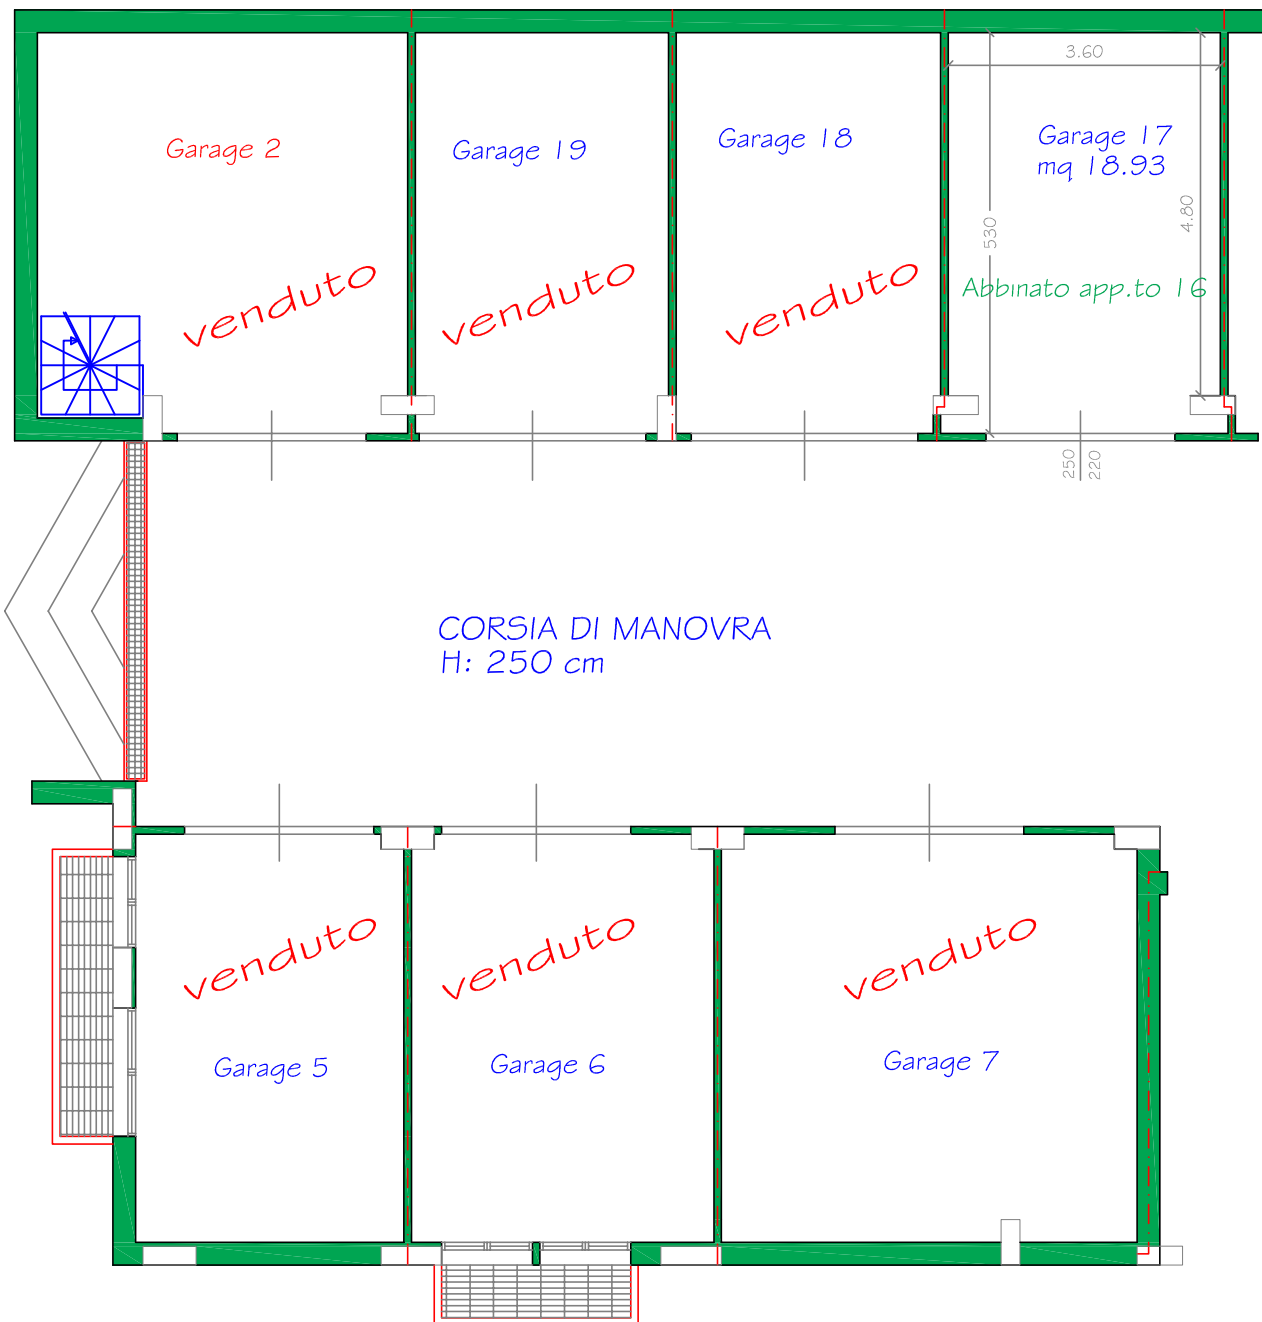 3.60
Garage 2
Garage 19
Garage 18
Garage 17
mq 18.93
530
4.80
venduto
venduto
venduto
Abbinato app.to 16
250
220
CORSIA DI MANOVRA
H: 250 cm
venduto
venduto
venduto
Garage 5
Garage 6
Garage 7